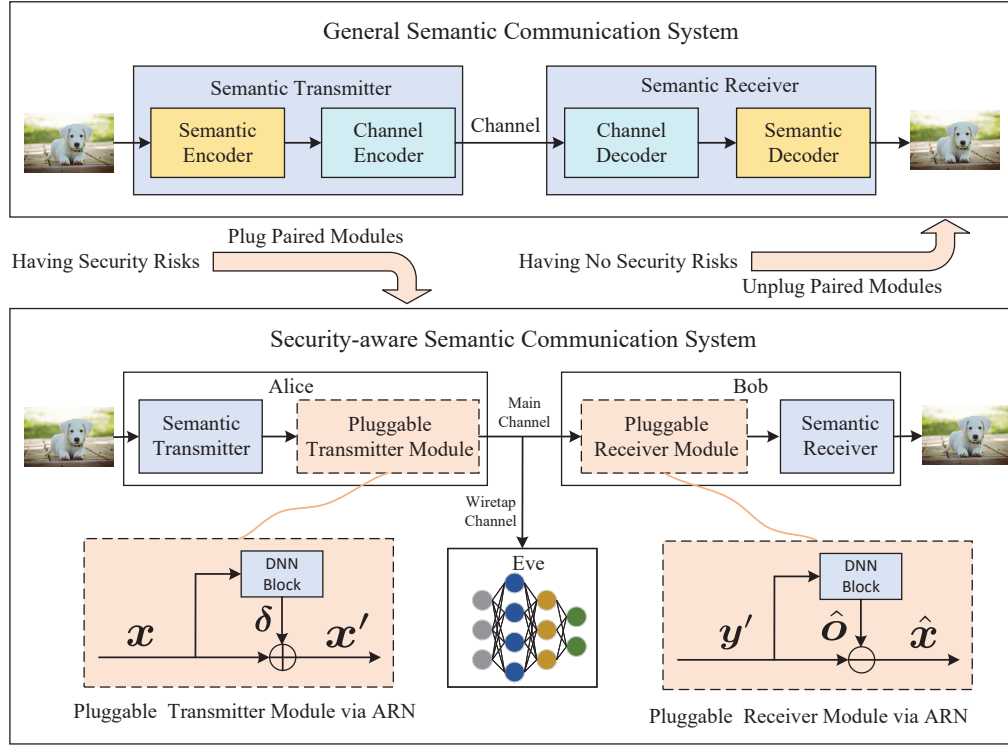 General Semantic Communication System
Semantic Transmitter
Semantic Receiver
Semantic
Encoder
Channel
Encoder
Channel
Channel
Decoder
Semantic
Decoder
Plug Paired Modules
Having Security Risks
Having No Security Risks
Unplug Paired Modules
Security-aware Semantic Communication System
Alice
Bob
Semantic
Transmitter
Pluggable
Transmitter Module
Main
Channel
Pluggable
Receiver Module
Semantic
Receiver
Wiretap
Channel
Eve
DNN
Block
x
δ
x′
DNN
Block
y′
ô
x̂
Pluggable Transmitter Module via ARN
Pluggable Receiver Module via ARN